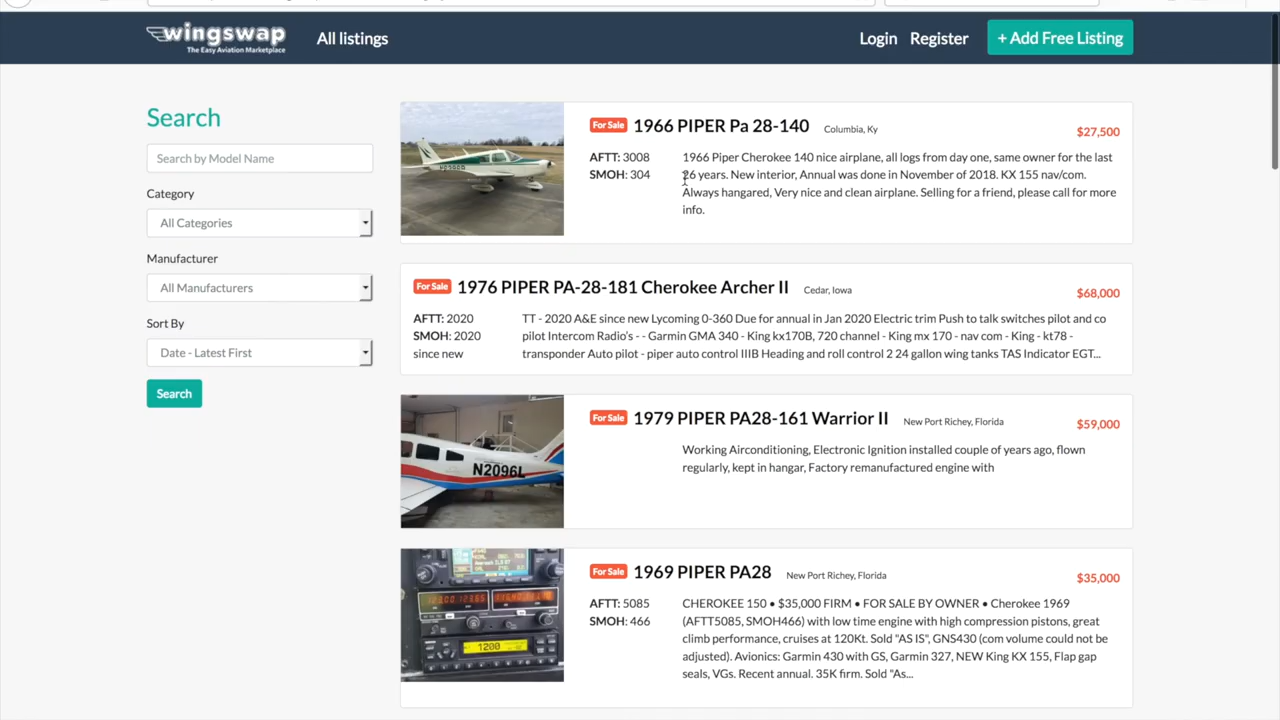 wingswap
The Easy Aviation Marketplace
All listings
Login
Register
+ Add Free Listing
Search
Search by Model Name
Category
All Categories
Manufacturer
All Manufacturers
Sort By
Date - Latest First
Search
For Sale 1966 PIPER Pa 28-140 Columbia, Ky
$27,500
AFTT: 3008
SMOH: 304
1966 Piper Cherokee 140 nice airplane, all logs from day one, same owner for the last
26 years. New interior, Annual was done in November of 2018. KX 155 nav/com.
Always hangared, Very nice and clean airplane. Selling for a friend, please call for more
info.
For Sale 1976 PIPER PA-28-181 Cherokee Archer II Cedar, Iowa
$68,000
AFTT: 2020
SMOH: 2020
since new
TT - 2020 A&E since new Lycoming 0-360 Due for annual in Jan 2020 Electric trim Push to talk switches pilot and co
pilot Intercom Radio's - - Garmin GMA 340 - King kx170B, 720 channel - King mx 170 - nav com - King - kt78 -
transponder Auto pilot - piper auto control IIIB Heading and roll control 2 24 gallon wing tanks TAS Indicator EGT...
For Sale 1979 PIPER PA28-161 Warrior II New Port Richey, Florida
$59,000
Working Airconditioning, Electronic Ignition installed couple of years ago, flown
regularly, kept in hangar, Factory remanufactured engine with
N2096L
For Sale 1969 PIPER PA28 New Port Richey, Florida
$35,000
AFTT: 5085
SMOH: 466
CHEROKEE 150 • $35,000 FIRM • FOR SALE BY OWNER • Cherokee 1969
(AFTT5085, SMOH466) with low time engine with high compression pistons, great
climb performance, cruises at 120Kt. Sold "AS IS", GNS430 (com volume could not be
adjusted). Avionics: Garmin 430 with GS, Garmin 327, NEW King KX 155, Flap gap
seals, VGs. Recent annual. 35K firm. Sold "As...
1200